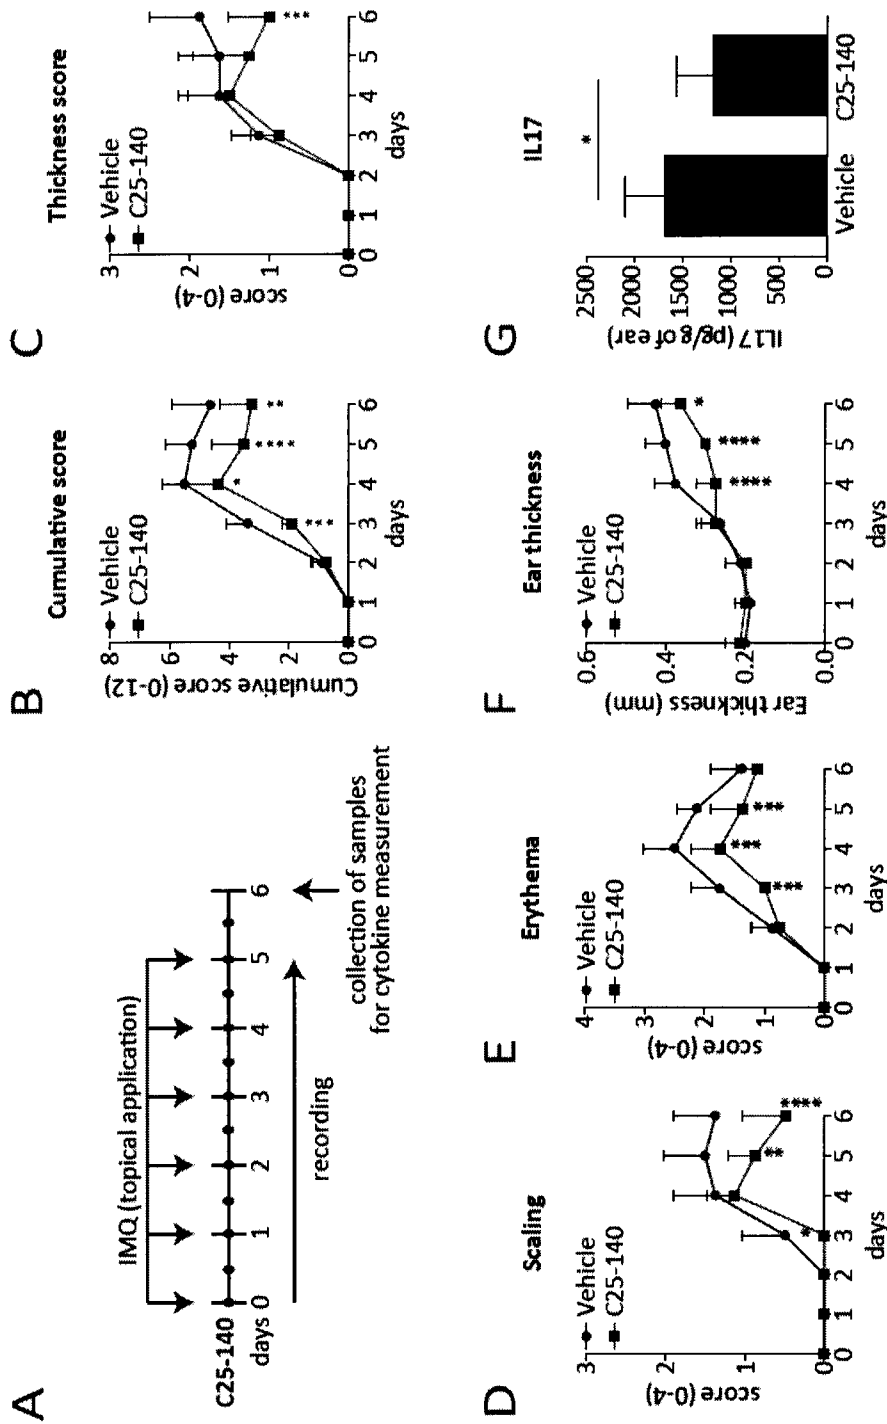 A
IMQ (topical application)
C25-140
days
0 1 2 3 4 5 6
recording
collection of samples
for cytokine measurement
B
Cumulative score
Vehicle
C25-140
Cumulative score (0-12)
8
6
4
2
0
*** * **** **
0 1 2 3 4 5 6
days
C
Thickness score
Vehicle
C25-140
score (0-4)
3
2
1
0
***
0 1 2 3 4 5 6
days
D
Scaling
Vehicle
C25-140
score (0-4)
3
2
1
0
* ** ****
0 1 2 3 4 5 6
days
E
Erythema
Vehicle
C25-140
score (0-4)
4
3
2
1
0
*** *** ***
0 1 2 3 4 5 6
days
F
Ear thickness
Vehicle
C25-140
Ear thickness (mm)
0.6
0.4
0.2
0.0
**** **** *
0 1 2 3 4 5 6
days
G
IL17
*
IL17 (pg/g of ear)
2500
2000
1500
1000
500
0
Vehicle C25-140